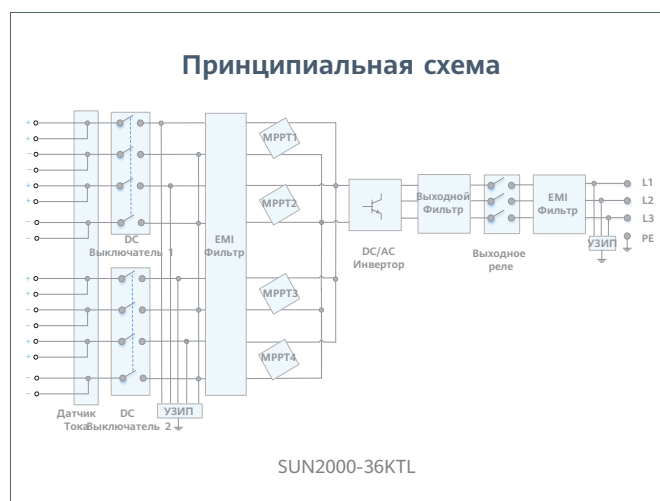 Принципиальная схема
+
+
−
−
+
+
−
−
+
+
−
−
+
+
−
−
Датчик
Тока
DC
Выключатель 1
DC
Выключатель 2
EMI
Фильтр
УЗИП
MPPT1
MPPT2
MPPT3
MPPT4
DC/AC
Инвертор
Выходной
Фильтр
Выходное
реле
EMI
Фильтр
УЗИП
L1
L2
L3
PE
SUN2000-36KTL